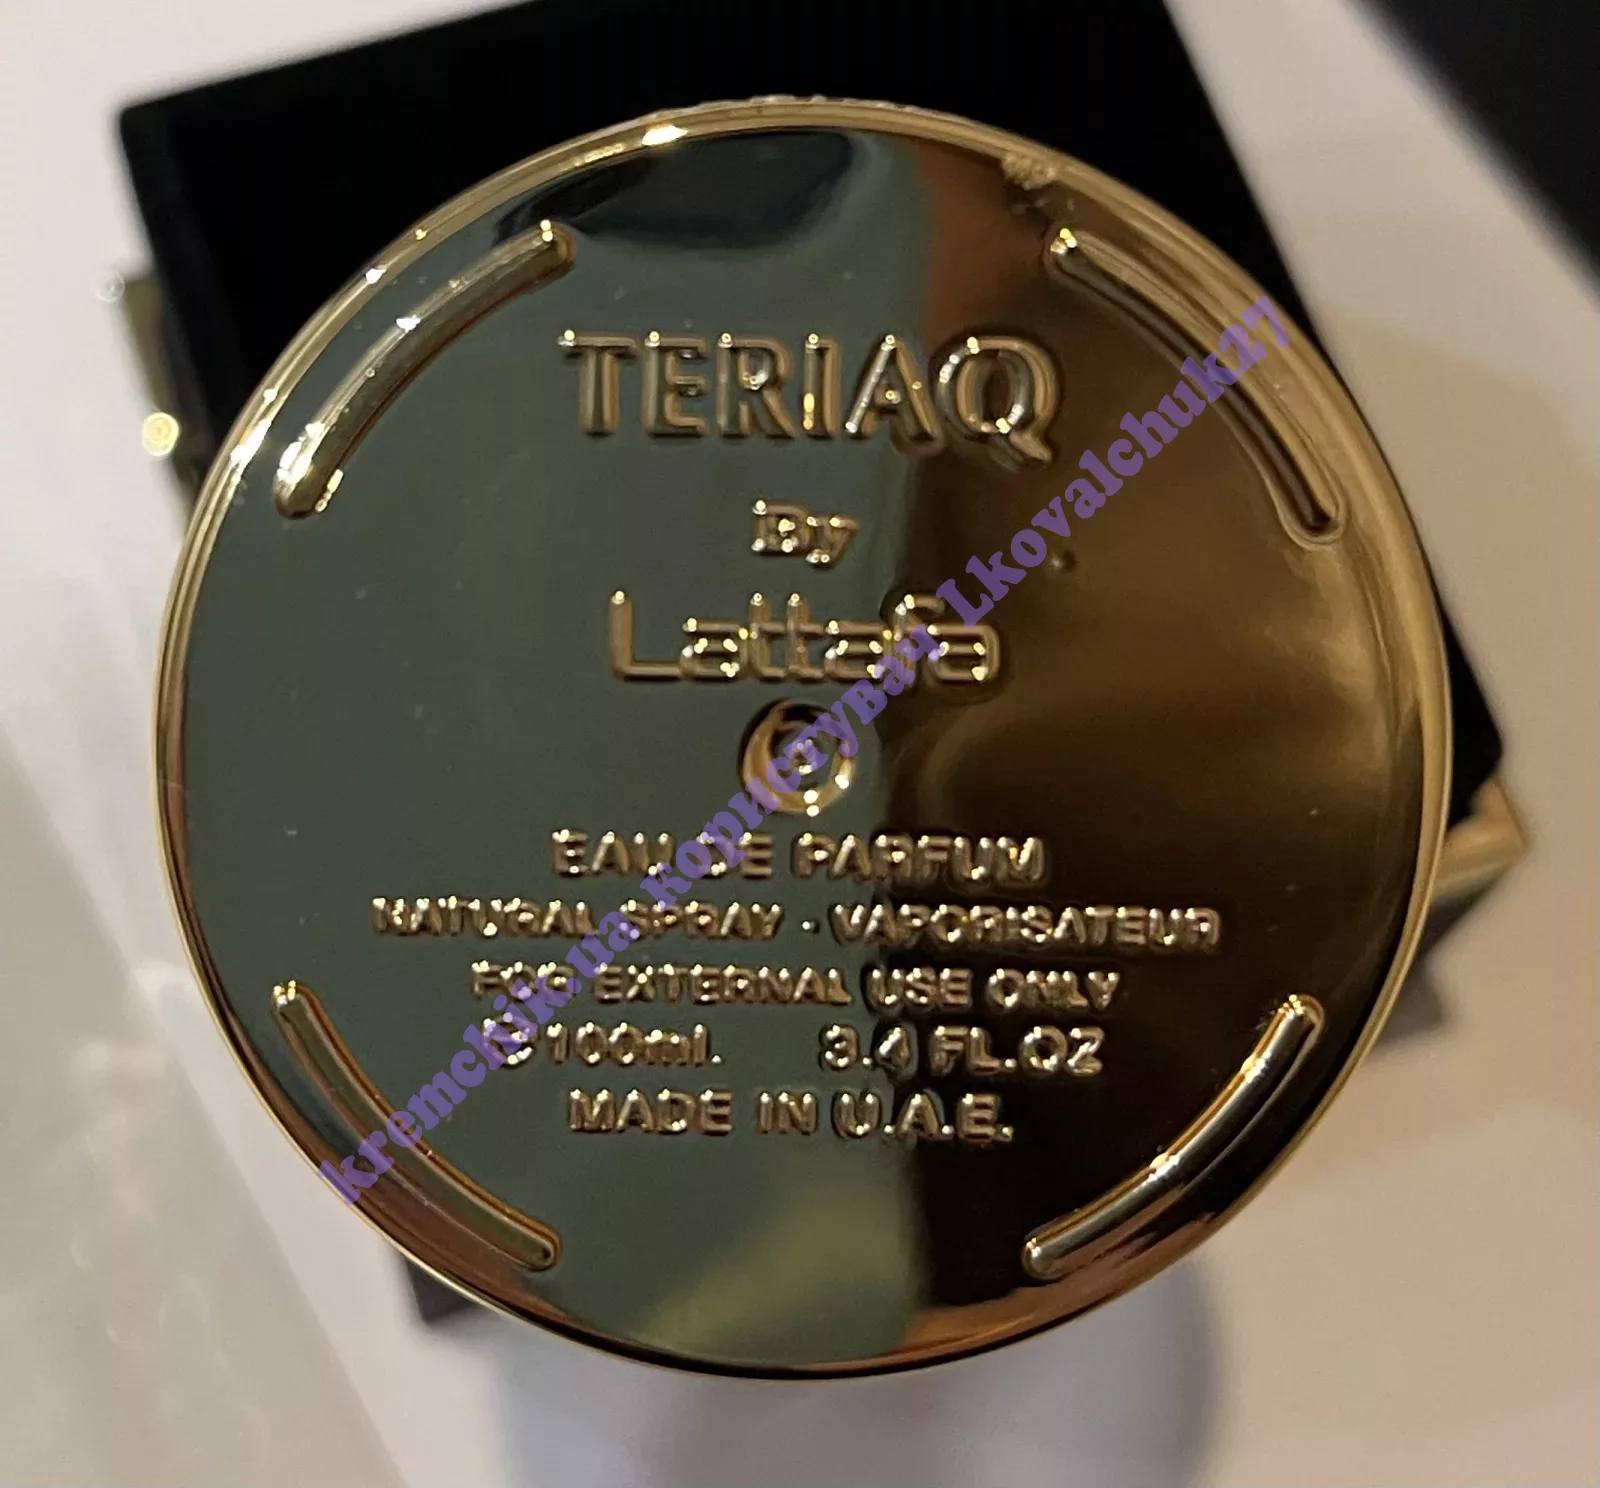 TERIAQ
By
Lattafa
EAU DE PARFUM
NATURAL SPRAY · VAPORISATEUR
FOR EXTERNAL USE ONLY
℮ 100ml. 3.4 FL.OZ
MADE IN U.A.E.
kremchik.ua користувач Lkovalchuk27